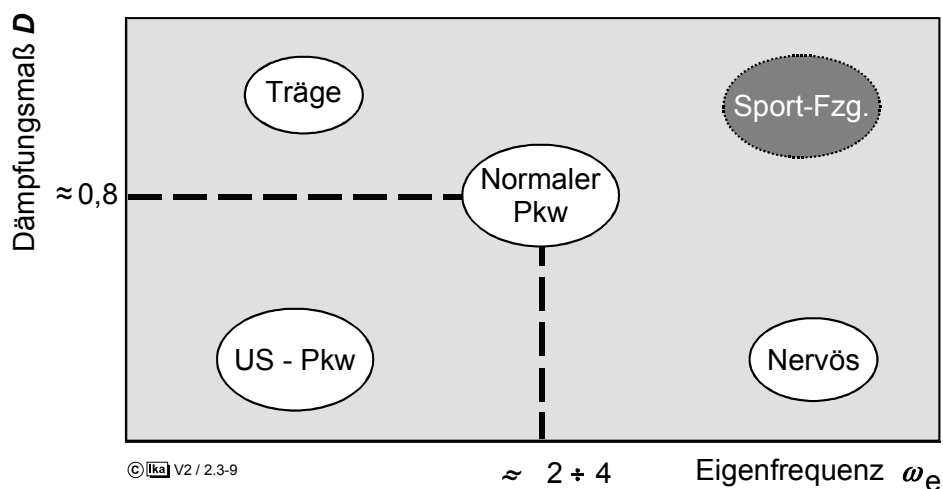 Dämpfungsmaß D
Träge
Sport-Fzg.
≈ 0,8
Normaler
Pkw
US - Pkw
Nervös
© Ika V2 / 2.3-9
≈ 2 ÷ 4
Eigenfrequenz ωe